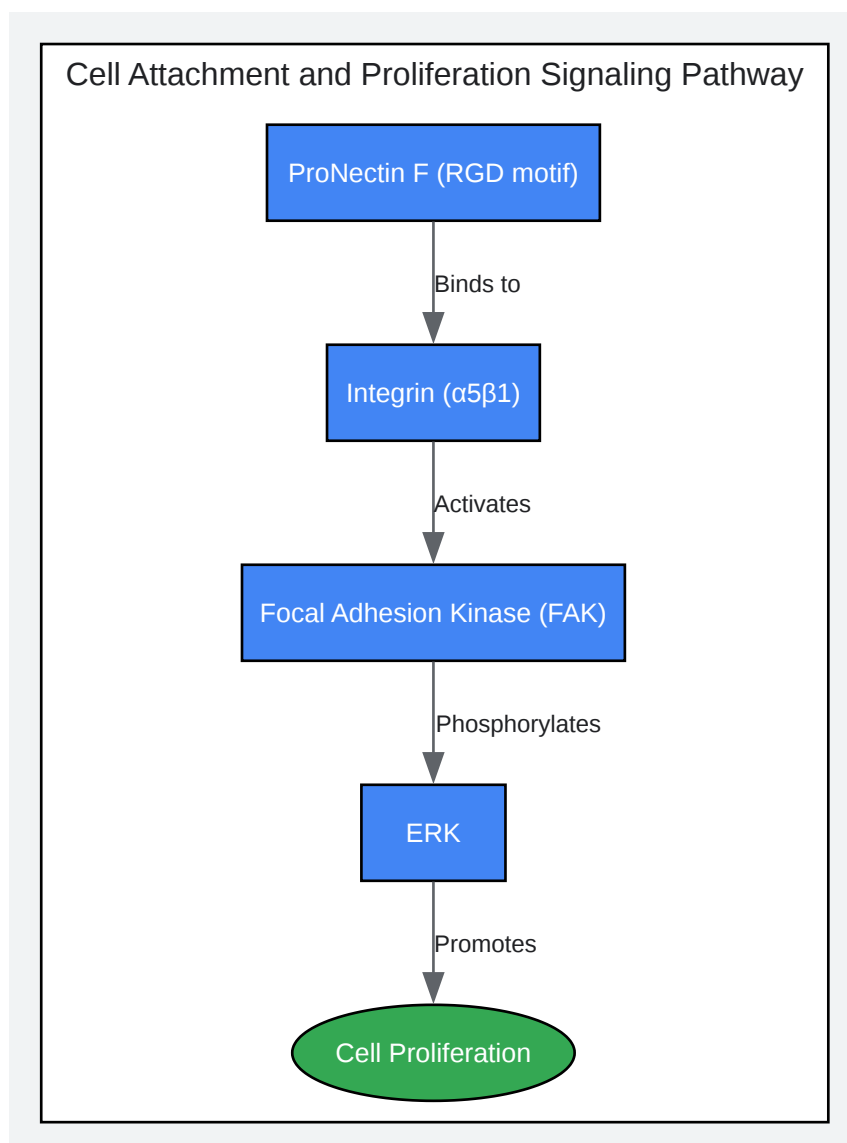 Cell Attachment and Proliferation Signaling Pathway
ProNectin F (RGD motif)
Binds to
Integrin (α5β1)
Activates
Focal Adhesion Kinase (FAK)
Phosphorylates
ERK
Promotes
Cell Proliferation